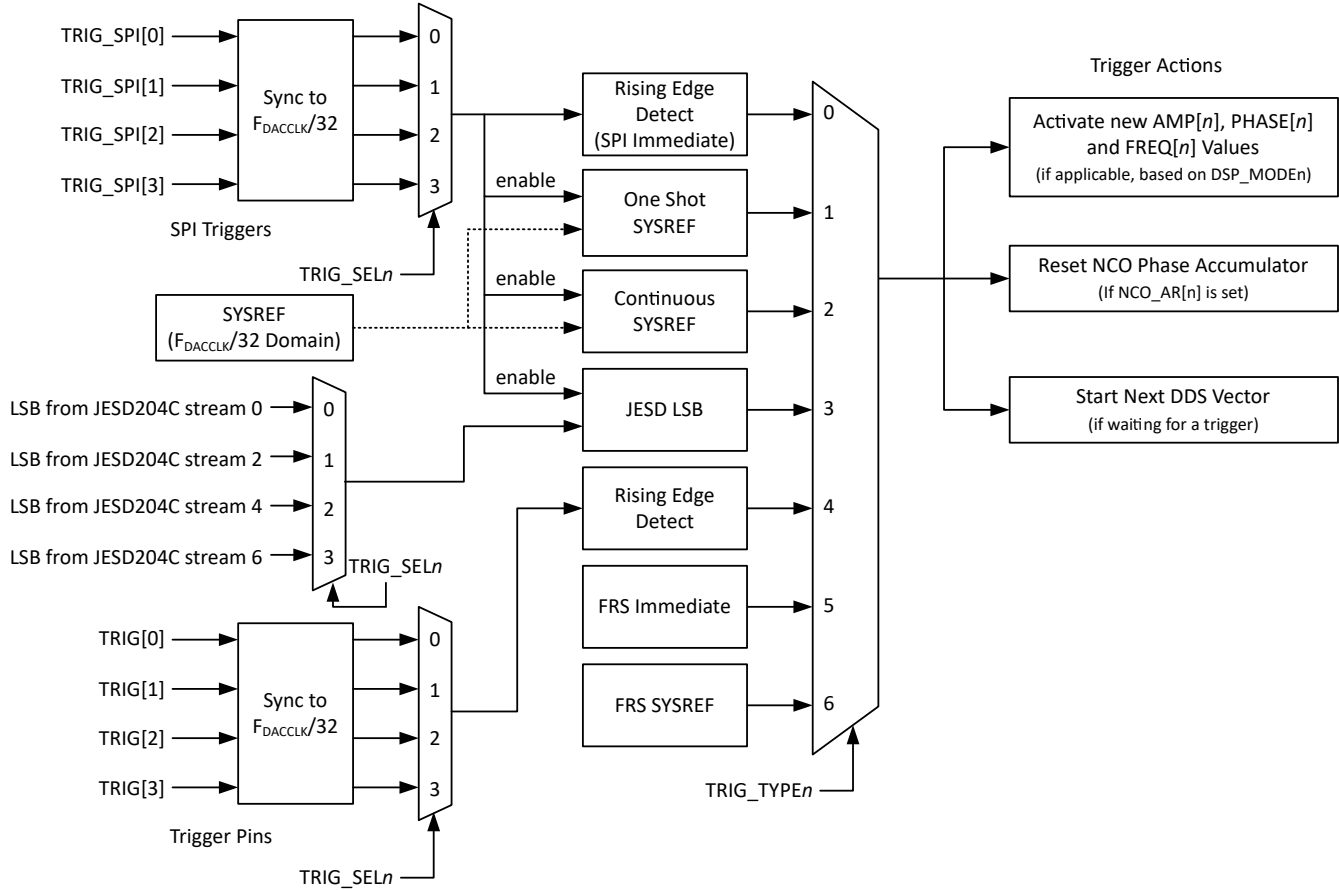 TRIG_SPI[0]
TRIG_SPI[1]
TRIG_SPI[2]
TRIG_SPI[3]
Sync to
FDACCLK/32
0
1
2
3
SPI Triggers
TRIG_SELn
SYSREF
(FDACCLK/32 Domain)
LSB from JESD204C stream 0
LSB from JESD204C stream 2
LSB from JESD204C stream 4
LSB from JESD204C stream 6
0
1
2
3
TRIG_SELn
TRIG[0]
TRIG[1]
TRIG[2]
TRIG[3]
Sync to
FDACCLK/32
0
1
2
3
Trigger Pins
TRIG_SELn
Rising Edge
Detect
(SPI Immediate)
enable
One Shot
SYSREF
enable
Continuous
SYSREF
enable
JESD LSB
Rising Edge
Detect
FRS Immediate
FRS SYSREF
0
1
2
3
4
5
6
TRIG_TYPEn
Trigger Actions
Activate new AMP[n], PHASE[n]
and FREQ[n] Values
(if applicable, based on DSP_MODEn)
Reset NCO Phase Accumulator
(If NCO_AR[n] is set)
Start Next DDS Vector
(if waiting for a trigger)